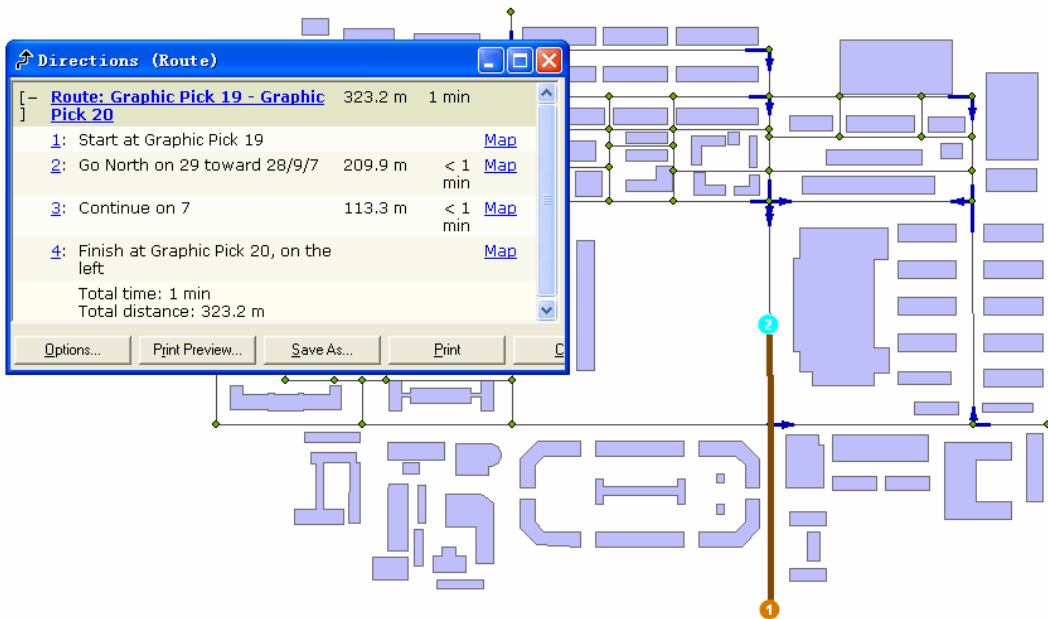 Directions (Route)
[-] Route: Graphic Pick 19 - Graphic Pick 20 323.2 m 1 min
1: Start at Graphic Pick 19 Map
2: Go North on 29 toward 28/9/7 209.9 m < 1 min Map
3: Continue on 7 113.3 m < 1 min Map
4: Finish at Graphic Pick 20, on the left Map
Total time: 1 min
Total distance: 323.2 m
Options... Print Preview... Save As... Print C
2
1